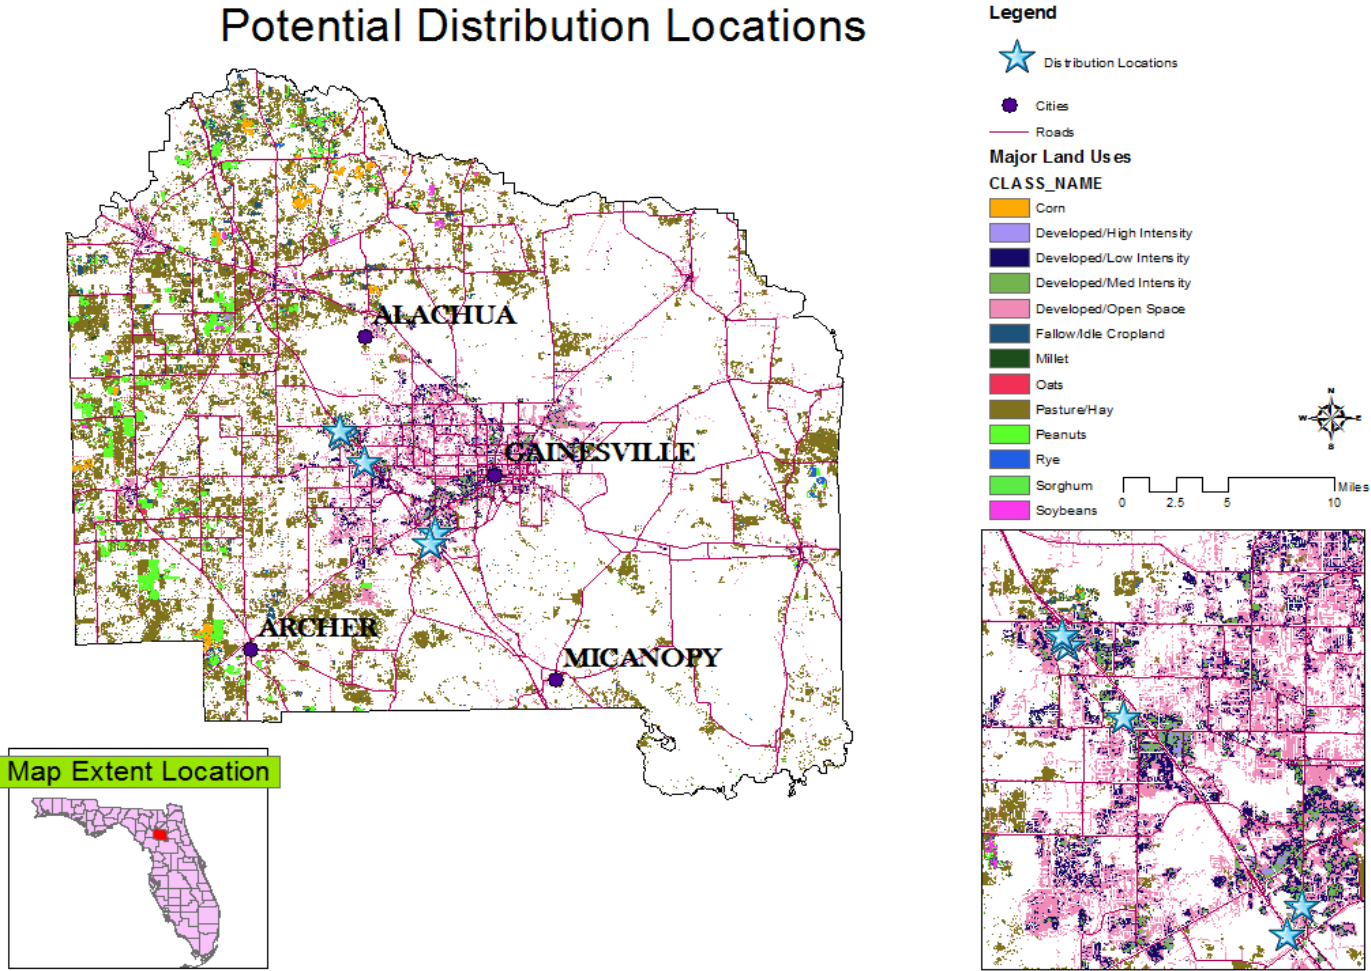 Potential Distribution Locations
ALACHUA
GAINESVILLE
ARCHER
MICANOPY
Map Extent Location
Legend
Distribution Locations
Cities
Roads
Major Land Uses
CLASS_NAME
Corn
Developed/High Intensity
Developed/Low Intensity
Developed/Med Intensity
Developed/Open Space
Fallow/Idle Cropland
Millet
Oats
Pasture/Hay
Peanuts
Rye
Sorghum
Soybeans
N
W E
S
Miles
0 2.5 5 10